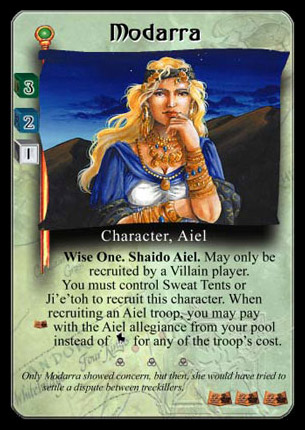 Modarra
3
2
1
Character, Aiel
Wise One. Shaido Aiel. May only be
recruited by a Villain player.
You must control Sweat Tents or
Ji'e'toh to recruit this character. When
recruiting an Aiel troop, you may pay
with the Aiel allegiance from your pool
instead of for any of the troop's cost.
Only Modarra showed concern, but then, she would have tried to
settle a dispute between treekillers.